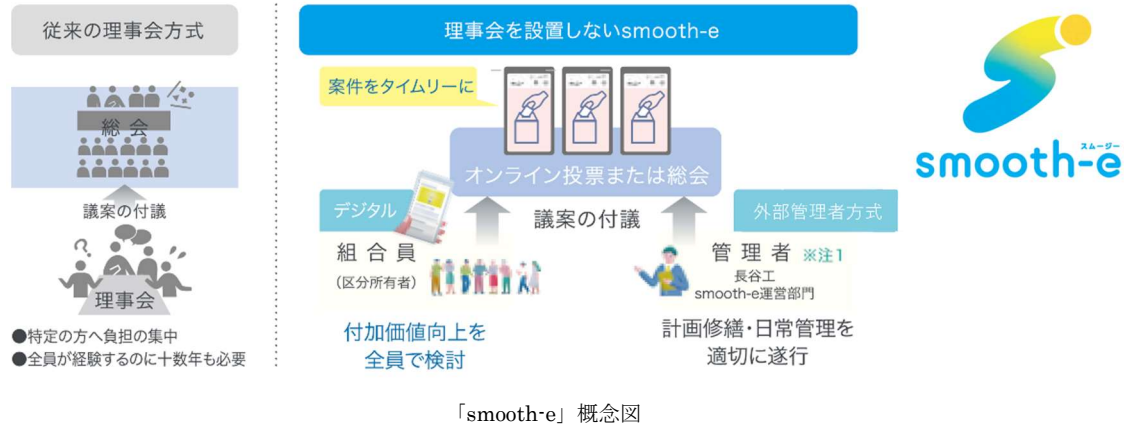 従来の理事会方式
総会
議案の付議
理事会
●特定の方へ負担の集中
●全員が経験するのに十数年も必要
理事会を設置しないsmooth-e
案件をタイムリーに
オンライン投票または総会
デジタル
議案の付議
外部管理者方式
組合員
(区分所有者)
管理者 ※注1
長谷工
smooth-e運営部門
付加価値向上を
全員で検討
計画修繕・日常管理を
適切に遂行
スムージー
smooth-e
「smooth-e」概念図